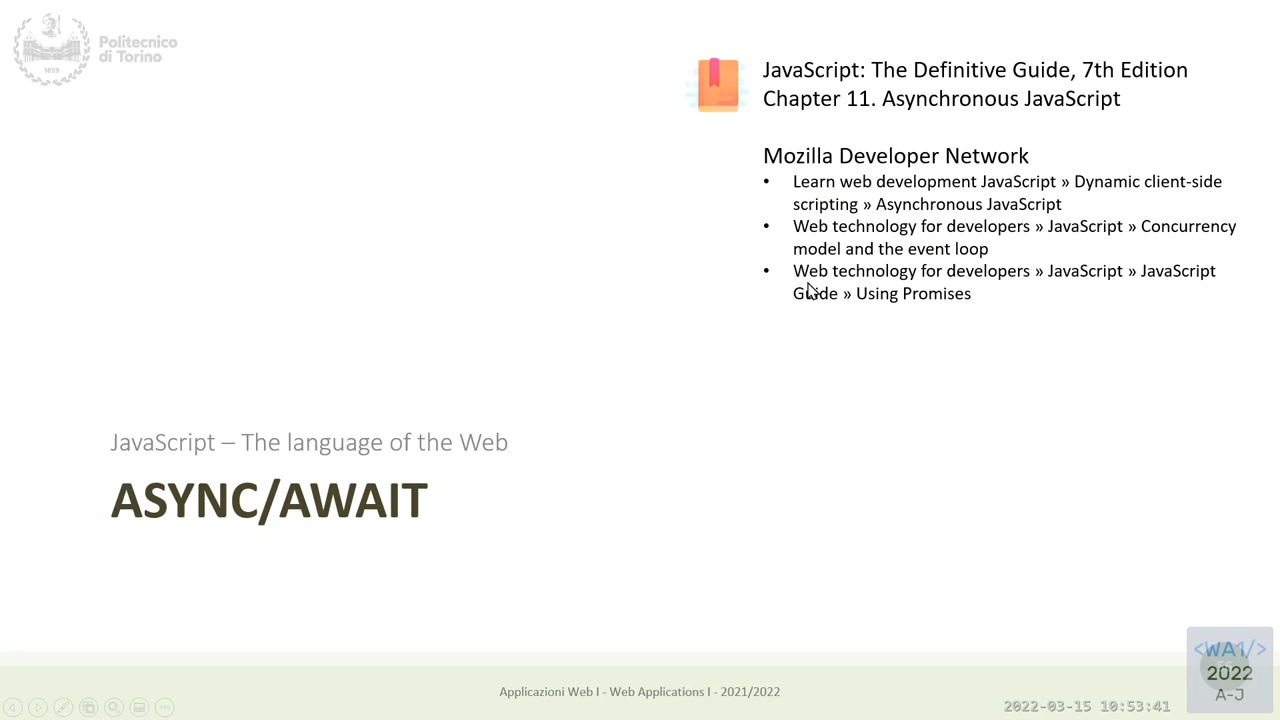 Politecnico
di Torino
1859
JavaScript: The Definitive Guide, 7th Edition
Chapter 11. Asynchronous JavaScript
Mozilla Developer Network
• Learn web development JavaScript » Dynamic client-side
scripting » Asynchronous JavaScript
• Web technology for developers » JavaScript » Concurrency
model and the event loop
• Web technology for developers » JavaScript » JavaScript
Guide » Using Promises
JavaScript – The language of the Web
ASYNC/AWAIT
Applicazioni Web I - Web Applications I - 2021/2022
2022-03-15 10:53:41
<WA1/>
2022
A-J